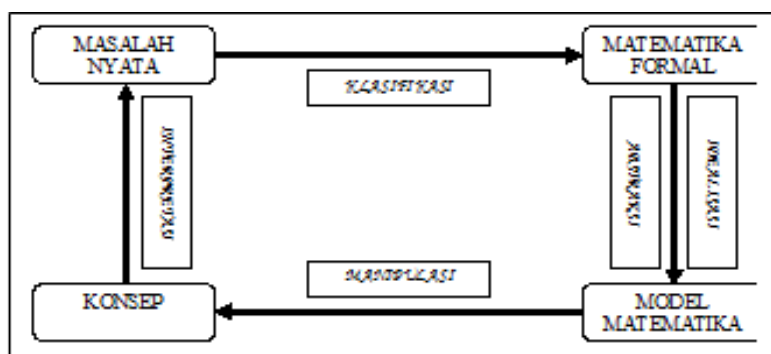 MASALAH
NYATA
MATEMATIKA
FORMAL
KLASIFIKASI
MANIPULASI
KONSEP
MODEL
MATEMATIKA